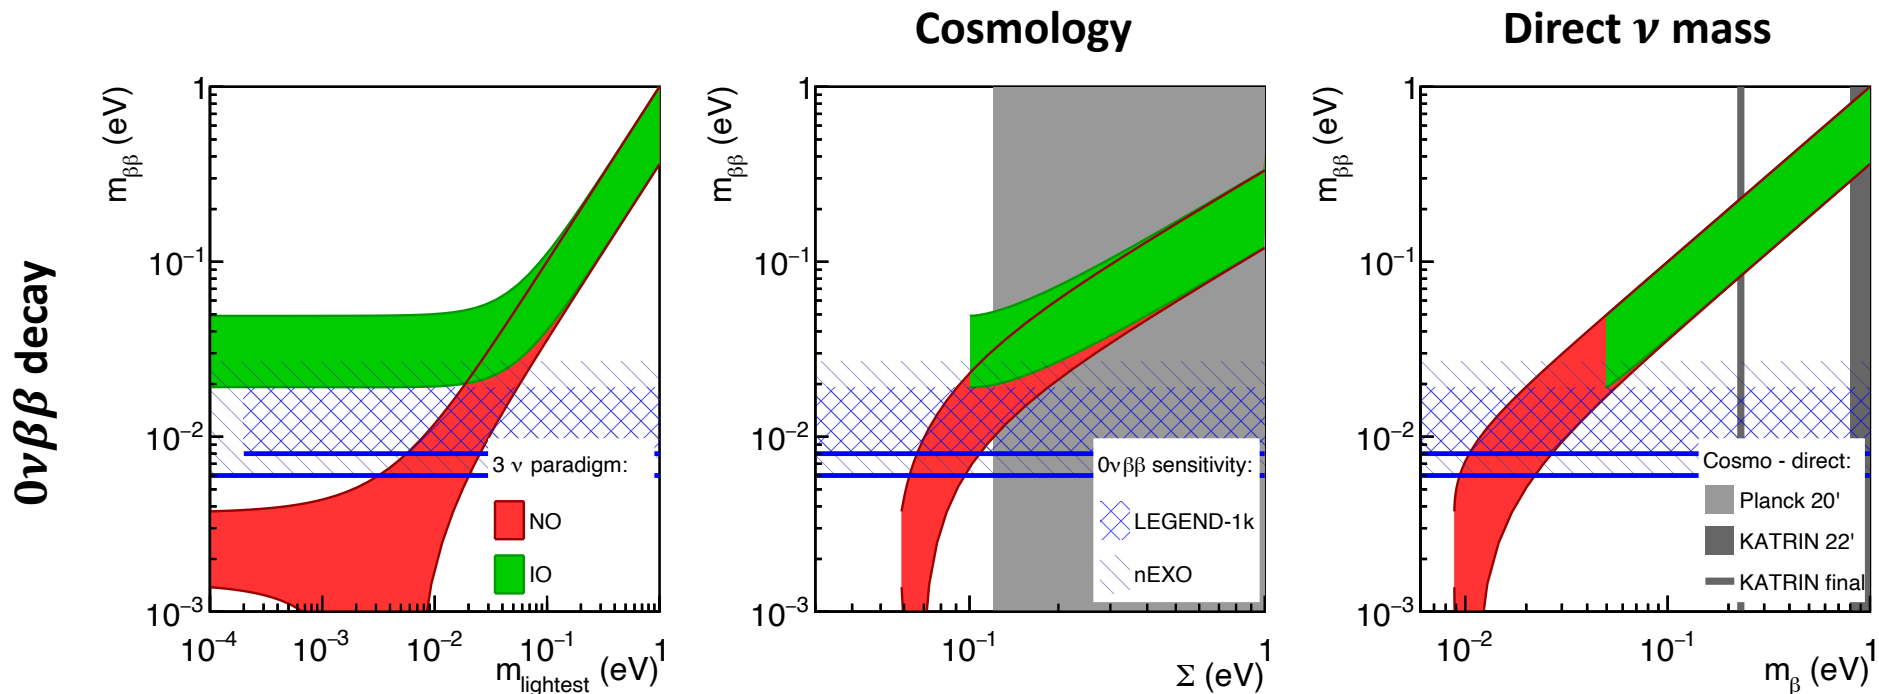 Cosmology
Direct ν mass
0νββ decay
m_ββ (eV)
1
10⁻¹
10⁻²
10⁻³
10⁻⁴ 10⁻³ 10⁻² 10⁻¹ 1
m_lightest (eV)
3 ν paradigm:
NO
IO
m_ββ (eV)
1
10⁻¹
10⁻²
10⁻³
10⁻¹ 1
Σ (eV)
0νββ sensitivity:
LEGEND-1k
nEXO
m_ββ (eV)
1
10⁻¹
10⁻²
10⁻³
10⁻² 10⁻¹ 1
m_β (eV)
Cosmo - direct:
Planck 20'
KATRIN 22'
KATRIN final